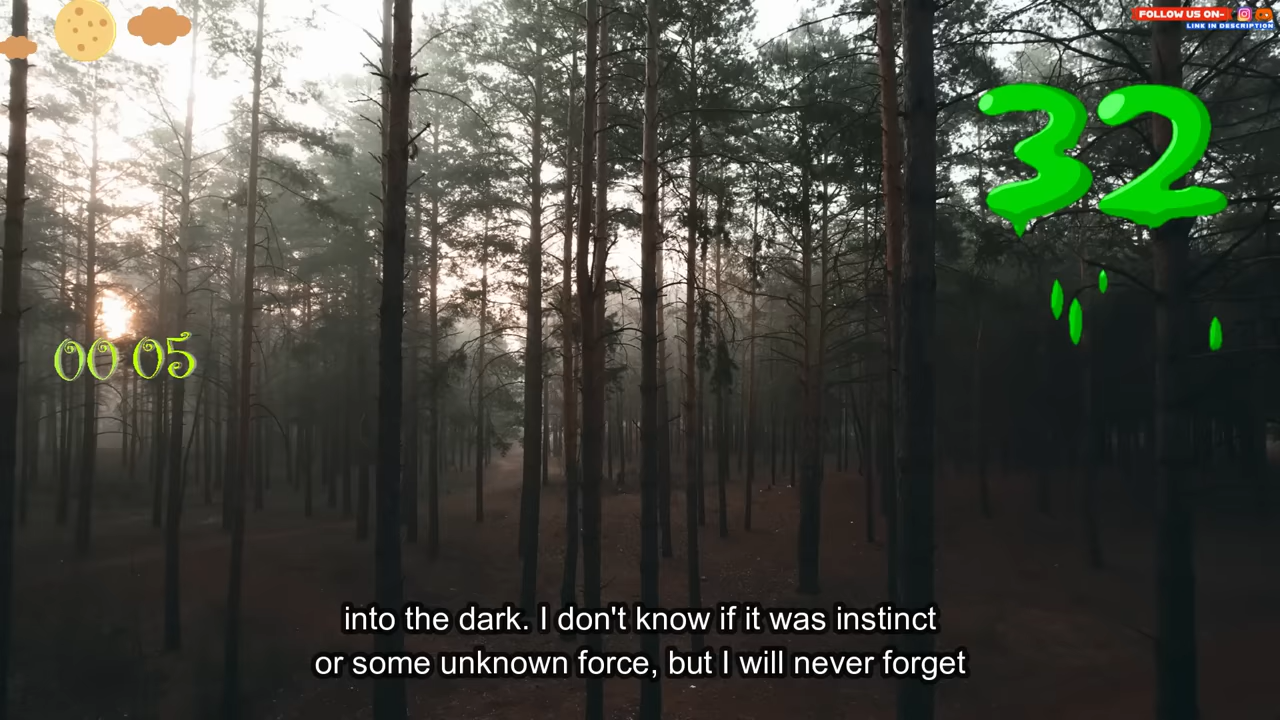 FOLLOW US ON-
LINK IN DESCRIPTION
32
00 05
into the dark. I don't know if it was instinct
or some unknown force, but I will never forget